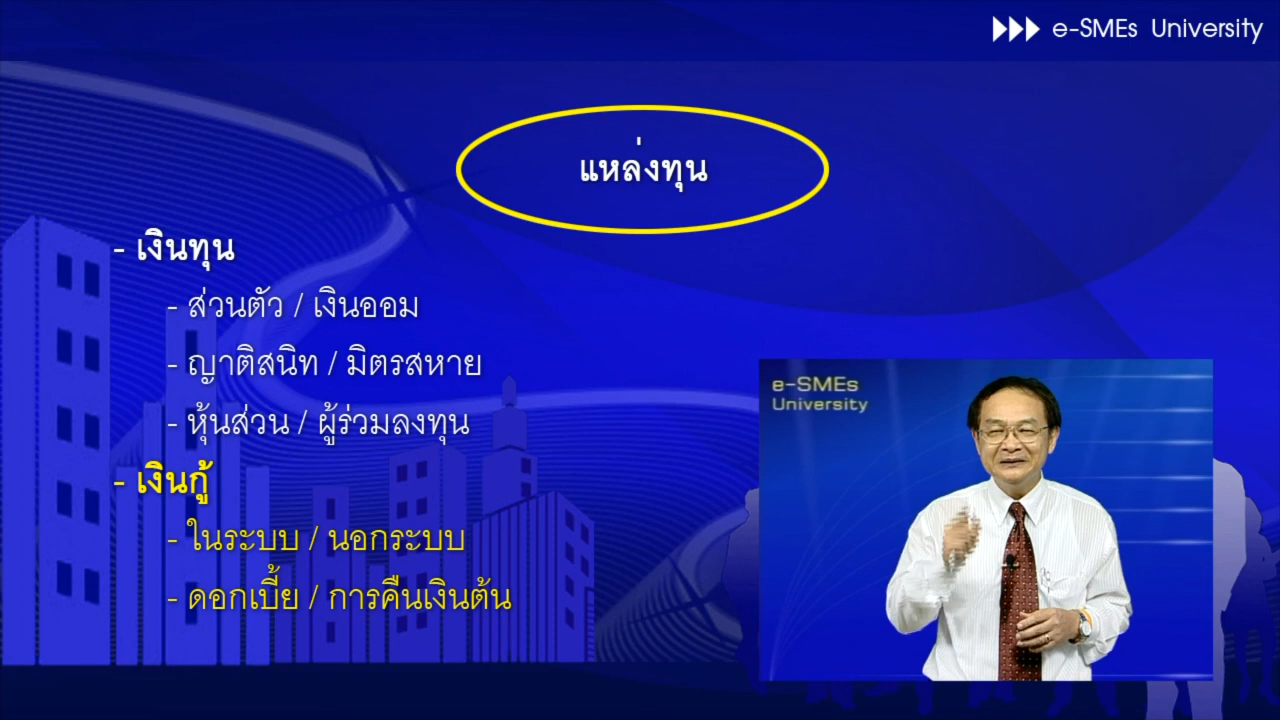 e-SMEs University
แหล่งทุน
- เงินทุน
- ส่วนตัว / เงินออม
- ญาติสนิท / มิตรสหาย
- หุ้นส่วน / ผู้ร่วมลงทุน
- เงินกู้
- ในระบบ / นอกระบบ
- ดอกเบี้ย / การคืนเงินต้น
e-SMEs
University